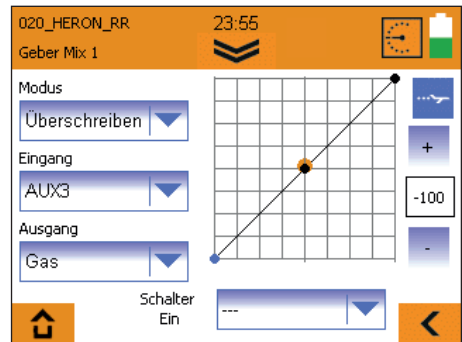 020_HERON_RR
23:55
Geber Mix 1
Modus
Überschreiben
Eingang
AUX3
Ausgang
Gas
+
-100
-
Schalter
Ein
---